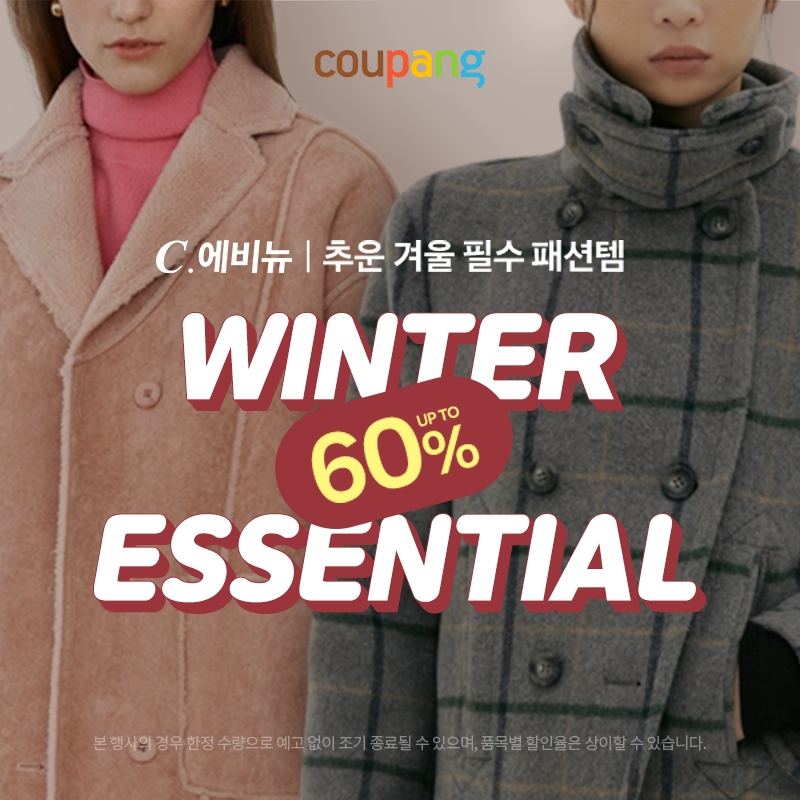 coupang
C.에비뉴 | 추운 겨울 필수 패션템
WINTER
UP TO
60%
ESSENTIAL
본 행사의 경우 한정 수량으로 예고 없이 조기 종료될 수 있으며, 품목별 할인율은 상이할 수 있습니다.